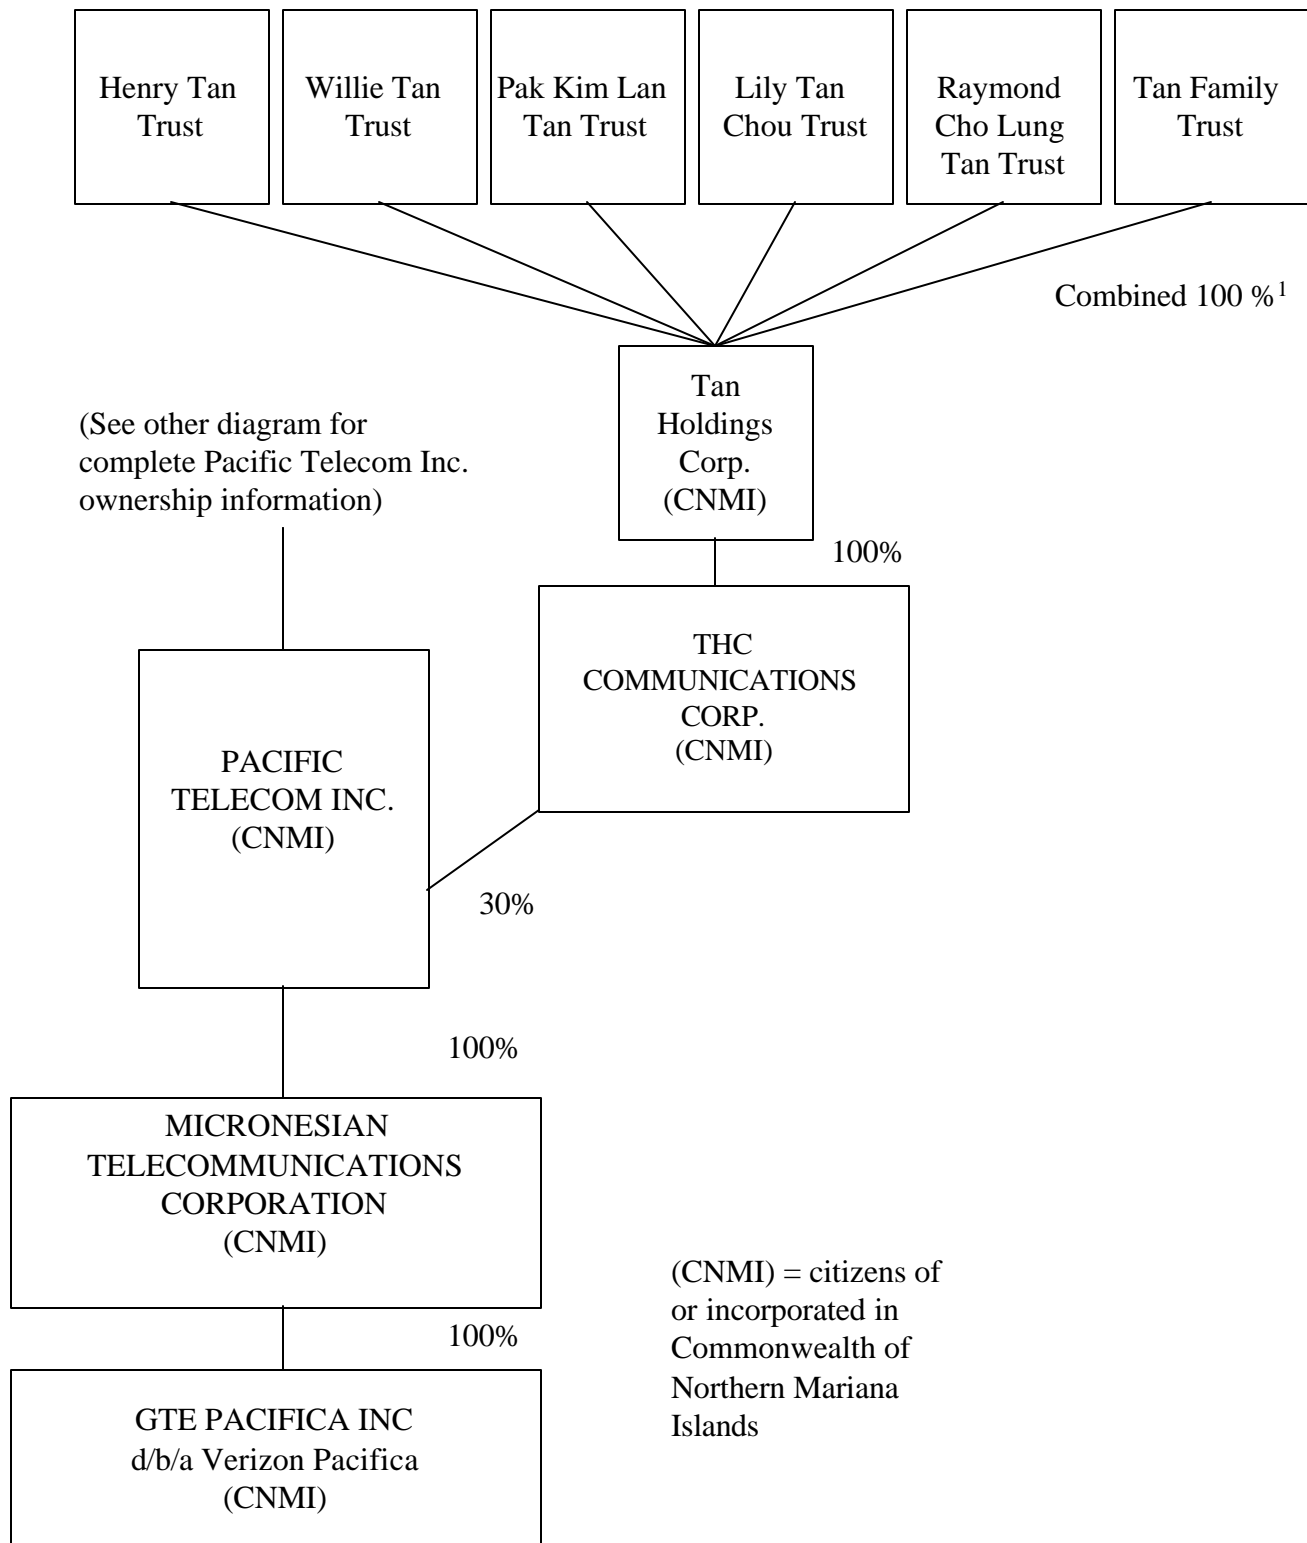 Henry Tan
Trust
Willie Tan
Trust
Pak Kim Lan
Tan Trust
Lily Tan
Chou Trust
Raymond
Cho Lung
Tan Trust
Tan Family
Trust
Combined 100 %1
Tan
Holdings
Corp.
(CNMI)
(See other diagram for
complete Pacific Telecom Inc.
ownership information)
100%
THC
COMMUNICATIONS
CORP.
(CNMI)
PACIFIC
TELECOM INC.
(CNMI)
30%
100%
MICRONESIAN
TELECOMMUNICATIONS
CORPORATION
(CNMI)
(CNMI) = citizens of
or incorporated in
Commonwealth of
Northern Mariana
Islands
100%
GTE PACIFICA INC
d/b/a Verizon Pacifica
(CNMI)